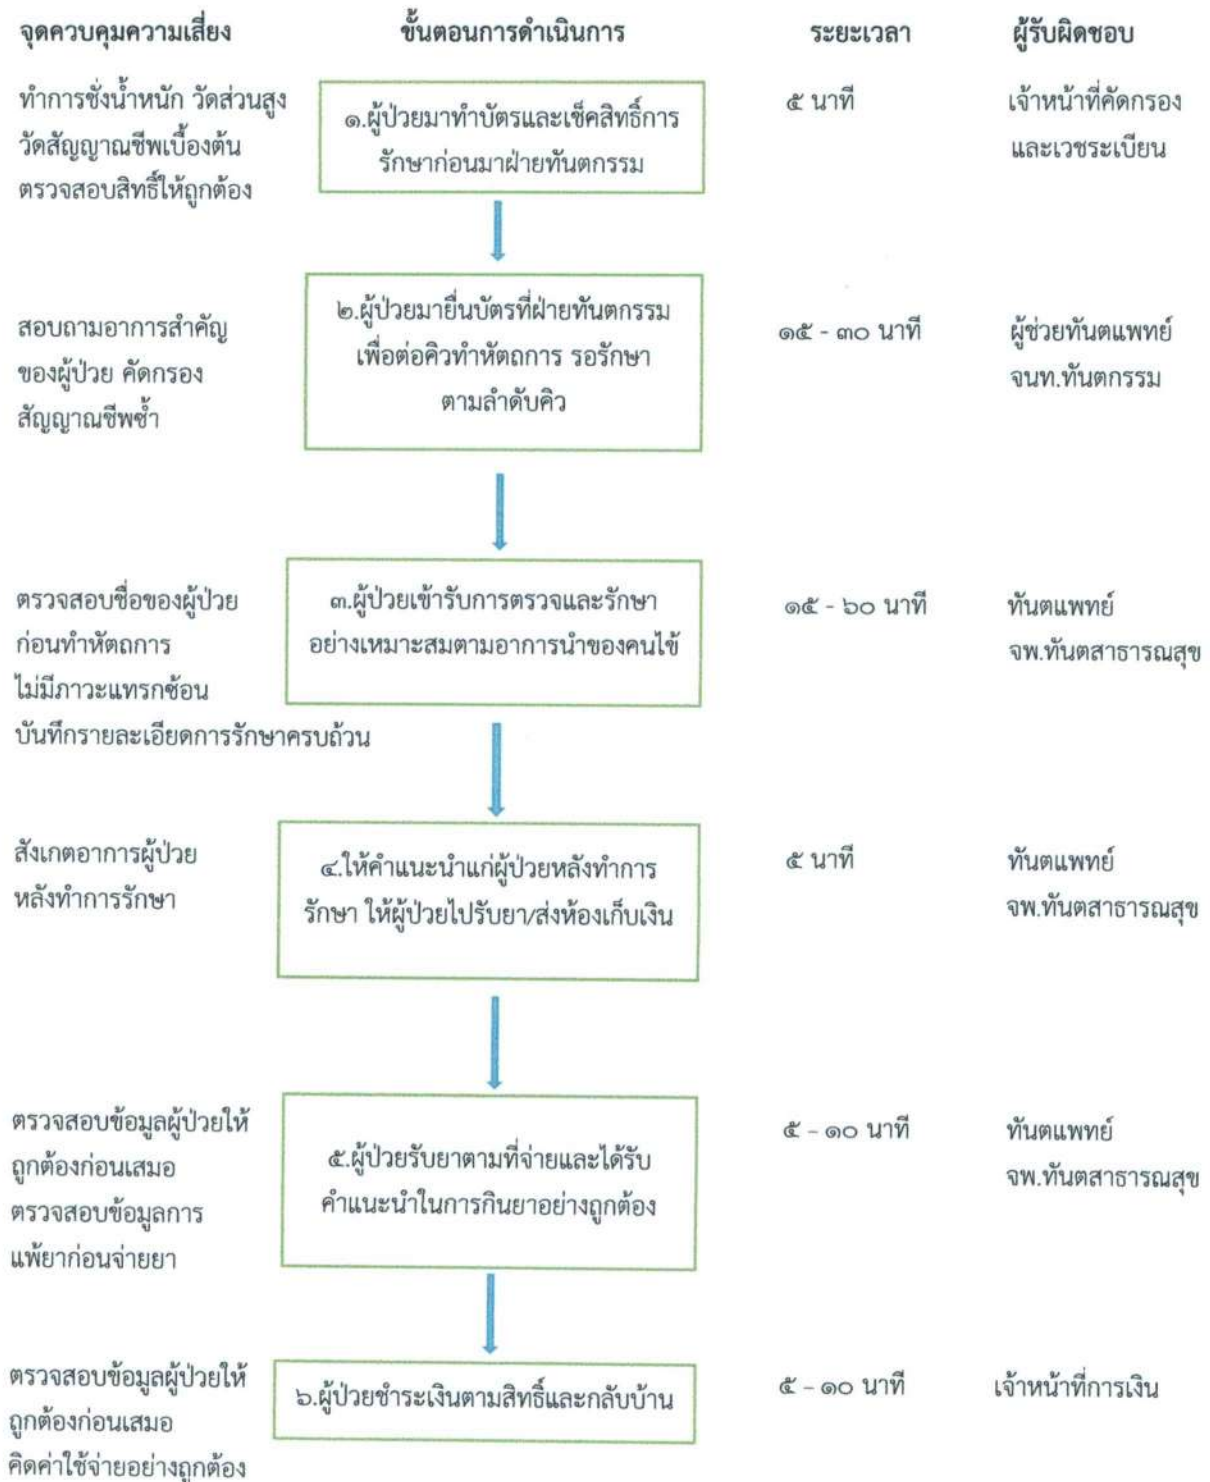 จุดควบคุมความเสี่ยง ขั้นตอนการดำเนินการ ระยะเวลา ผู้รับผิดชอบ
ทำการชั่งน้ำหนัก วัดส่วนสูง
วัดสัญญาณชีพเบื้องต้น
ตรวจสอบสิทธิ์ให้ถูกต้อง
๑.ผู้ป่วยมาทำบัตรและเช็คสิทธิ์การ
รักษาก่อนมาฝ่ายทันตกรรม
๕ นาที
เจ้าหน้าที่คัดกรอง
และเวชระเบียน
สอบถามอาการสำคัญ
ของผู้ป่วย คัดกรอง
สัญญาณชีพซ้ำ
๒.ผู้ป่วยมายื่นบัตรที่ฝ่ายทันตกรรม
เพื่อต่อคิวทำหัตถการ รอรักษา
ตามลำดับคิว
๑๕ - ๓๐ นาที
ผู้ช่วยทันตแพทย์
จนท.ทันตกรรม
ตรวจสอบชื่อของผู้ป่วย
ก่อนทำหัตถการ
ไม่มีภาวะแทรกซ้อน
บันทึกรายละเอียดการรักษาครบถ้วน
๓.ผู้ป่วยเข้ารับการตรวจและรักษา
อย่างเหมาะสมตามอาการนำของคนไข้
๑๕ - ๖๐ นาที
ทันตแพทย์
จพ.ทันตสาธารณสุข
สังเกตอาการผู้ป่วย
หลังทำการรักษา
๔.ให้คำแนะนำแก่ผู้ป่วยหลังทำการ
รักษา ให้ผู้ป่วยไปรับยา/ส่งห้องเก็บเงิน
๕ นาที
ทันตแพทย์
จพ.ทันตสาธารณสุข
ตรวจสอบข้อมูลผู้ป่วยให้
ถูกต้องก่อนเสมอ
ตรวจสอบข้อมูลการ
แพ้ยาก่อนจ่ายยา
๕.ผู้ป่วยรับยาตามที่จ่ายและได้รับ
คำแนะนำในการกินยาอย่างถูกต้อง
๕ - ๑๐ นาที
ทันตแพทย์
จพ.ทันตสาธารณสุข
ตรวจสอบข้อมูลผู้ป่วยให้
ถูกต้องก่อนเสมอ
คิดค่าใช้จ่ายอย่างถูกต้อง
๖.ผู้ป่วยชำระเงินตามสิทธิ์และกลับบ้าน
๕ - ๑๐ นาที
เจ้าหน้าที่การเงิน